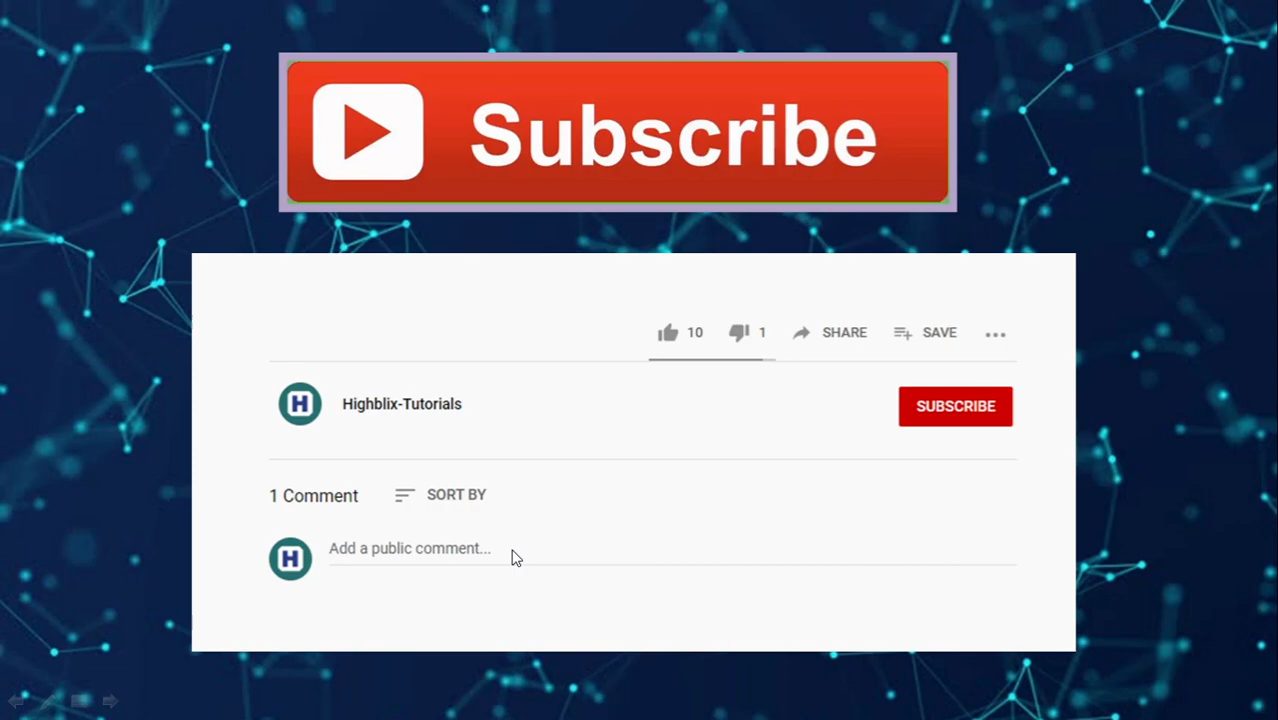 Subscribe
10 1 SHARE SAVE
H Highblix-Tutorials SUBSCRIBE
1 Comment SORT BY
H Add a public comment...